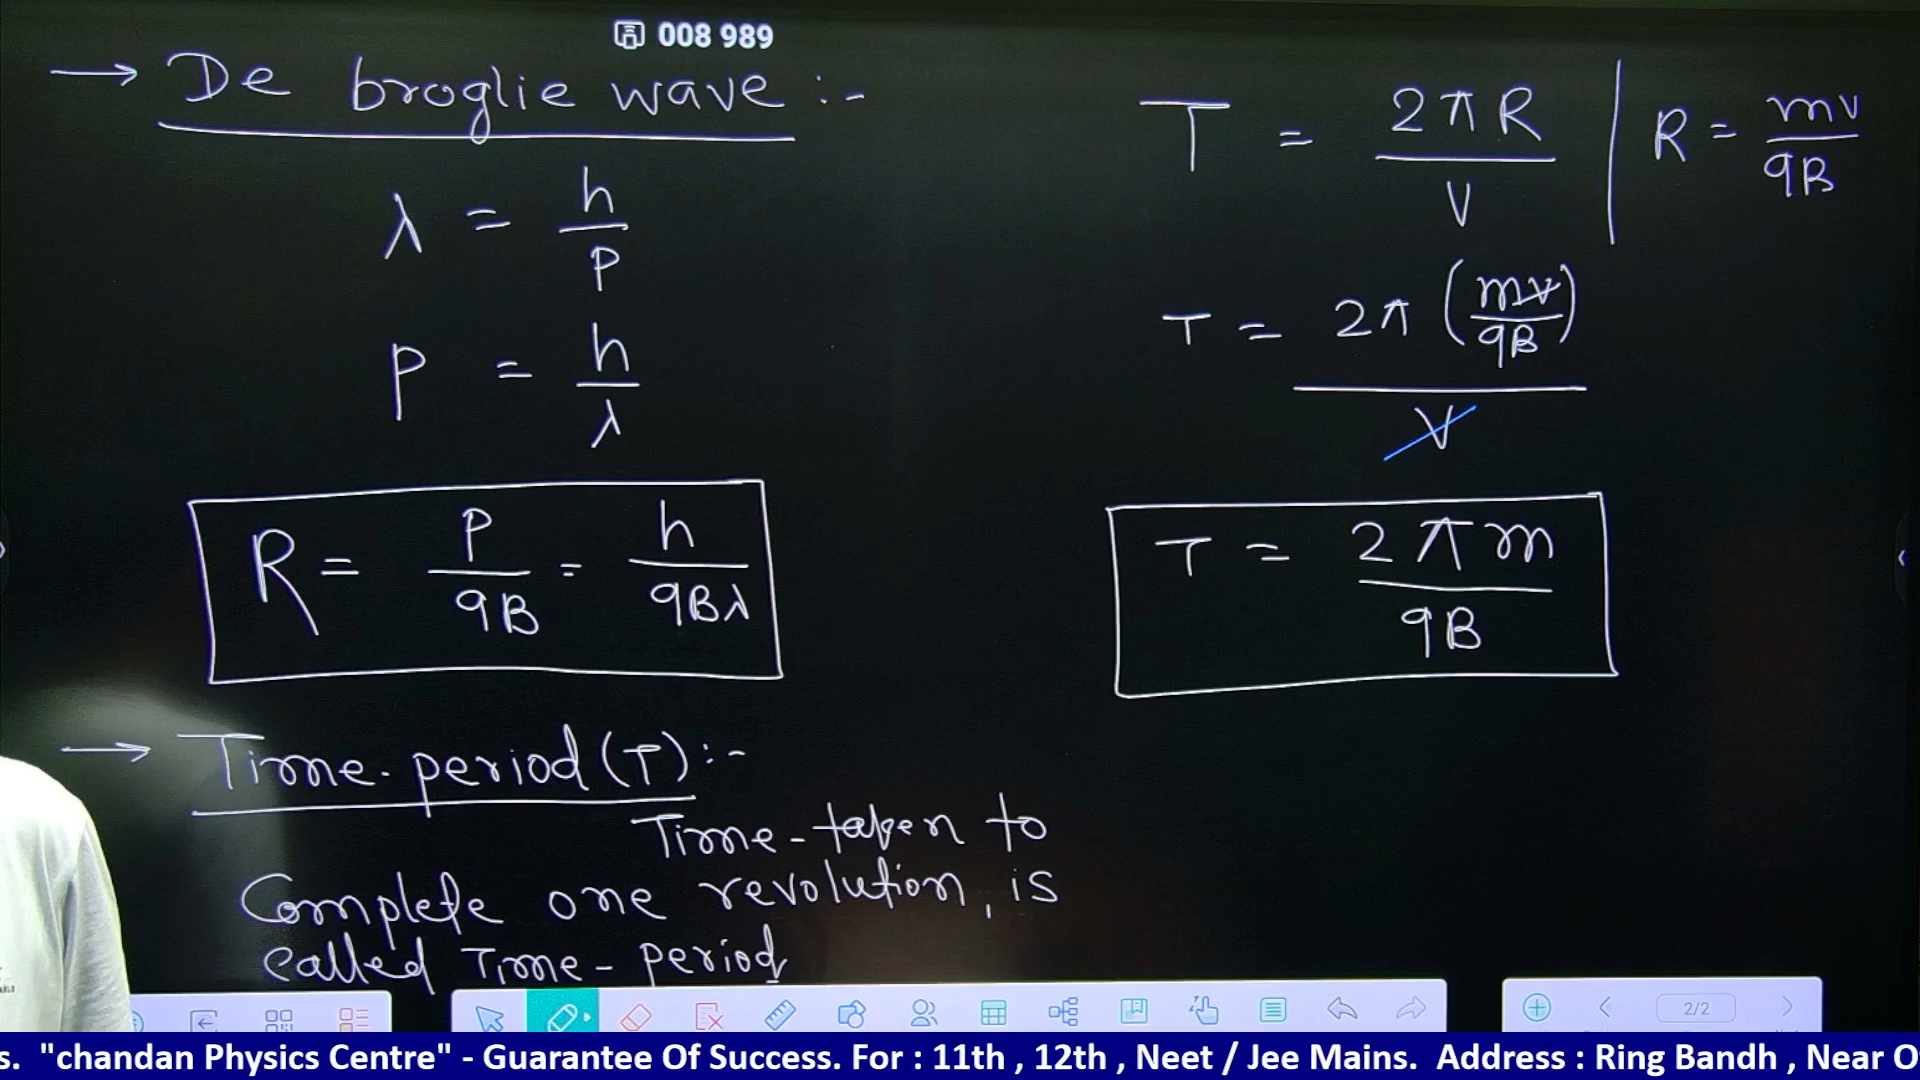 008 989
→ De broglie wave :-
λ = h/P
P = h/λ
R = P/qB = h/qBλ
→ Time-period (T) :-
Time-taken to
Complete one revolution, is
called Time-period
T = 2πR/V | R = mv/qB
T = 2π (mv/qB)/V
T = 2πm/qB
2/2
s. "chandan Physics Centre" - Guarantee Of Success. For : 11th , 12th , Neet / Jee Mains. Address : Ring Bandh , Near O